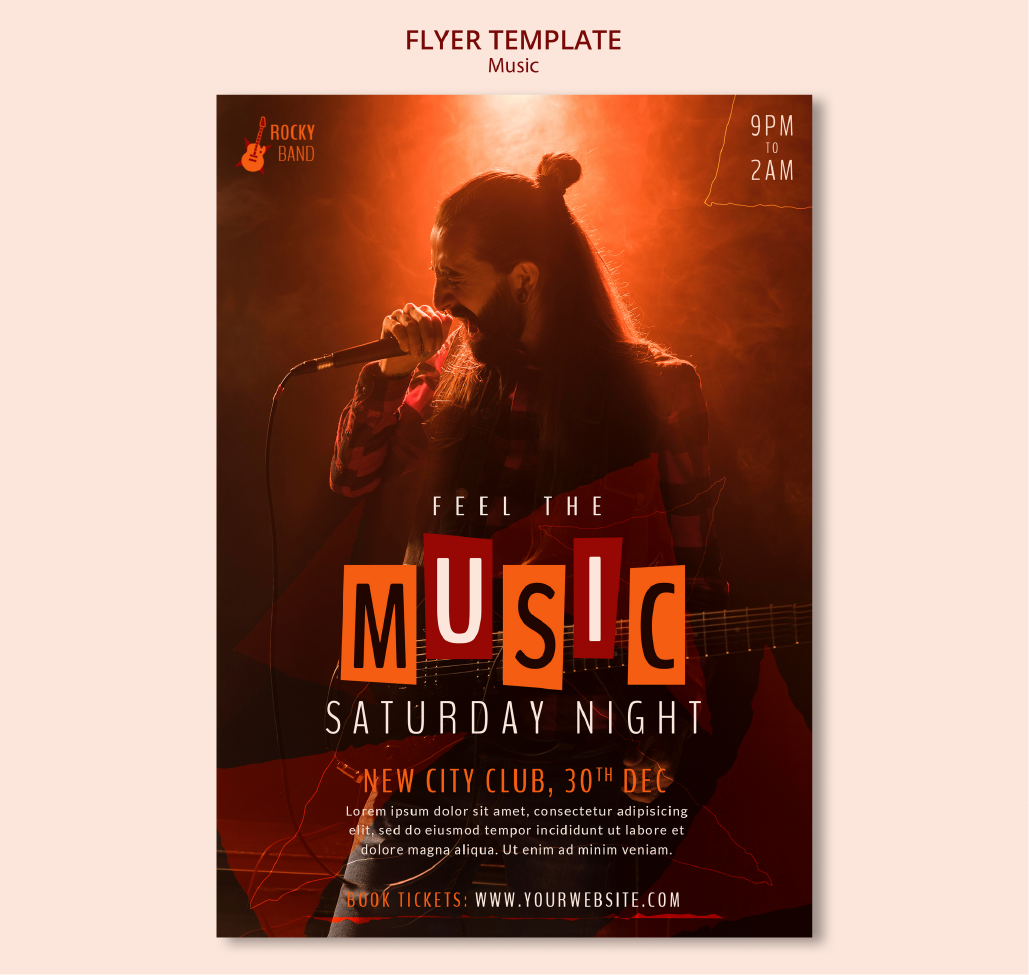 FLYER TEMPLATE
Music
ROCKY
BAND
9PM
TO
2AM
FEEL THE
MUSIC
SATURDAY NIGHT
NEW CITY CLUB, 30TH DEC
Lorem ipsum dolor sit amet, consectetur adipisicing
elit, sed do eiusmod tempor incididunt ut labore et
dolore magna aliqua. Ut enim ad minim veniam.
BOOK TICKETS: WWW.YOURWEBSITE.COM